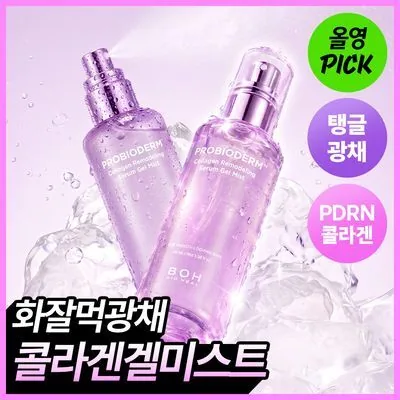 올영
PICK
탱글
광채
PDRN
콜라겐
PROBIODERM
Collagen Remodeling
Serum Gel Mist
PROBIODERM
Collagen Remodeling
Serum Gel Mist
BOH
화잘먹광채
콜라겐겔미스트